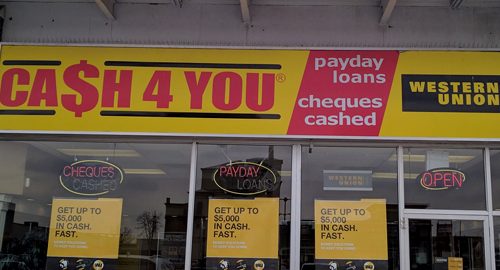 CA$H 4 YOU®
payday
loans
cheques
cashed
WESTERN
UNION
CHEQUES
CASHED
PAYDAY
LOANS
WESTERN
UNION
OPEN
GET UP TO
$5,000
IN CASH.
FAST.
GET UP TO
$5,000
IN CASH.
FAST.
GET UP TO
$5,000
IN CASH.
FAST.